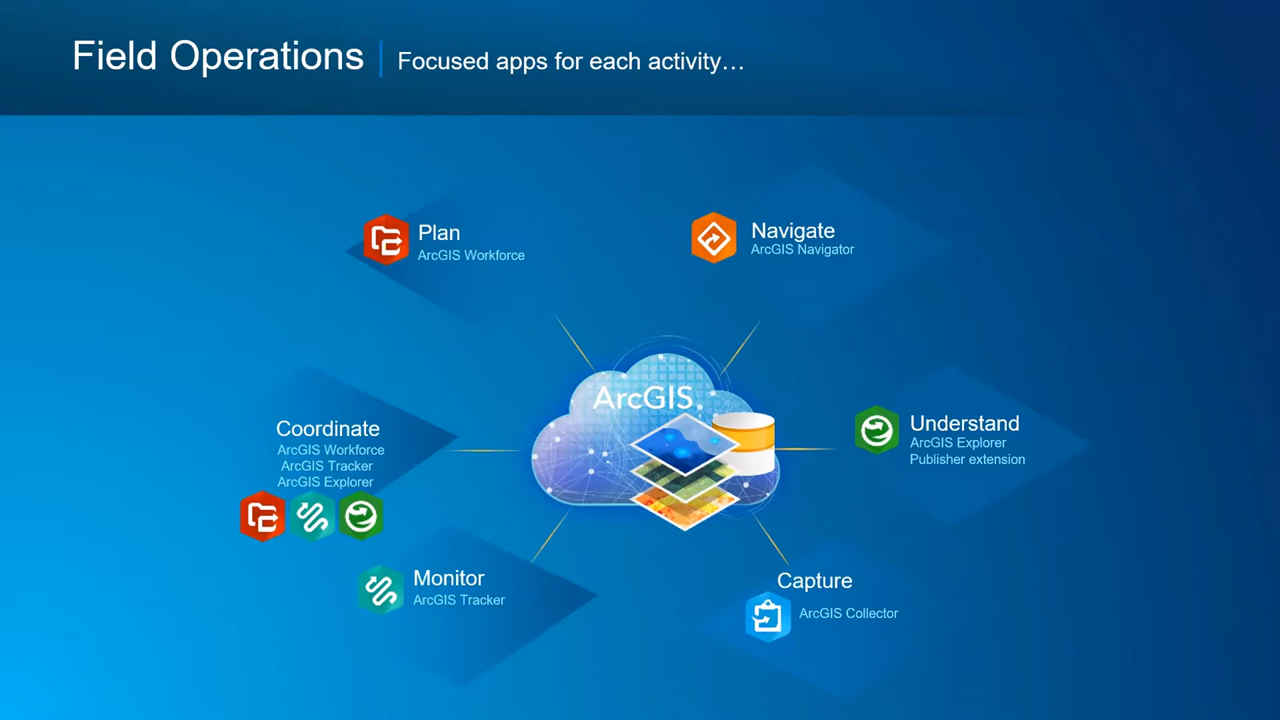 Field Operations
Focused apps for each activity…
Plan
ArcGIS Workforce
Navigate
ArcGIS Navigator
ArcGIS
Coordinate
ArcGIS Workforce
ArcGIS Tracker
ArcGIS Explorer
Understand
ArcGIS Explorer
Publisher extension
Monitor
ArcGIS Tracker
Capture
ArcGIS Collector